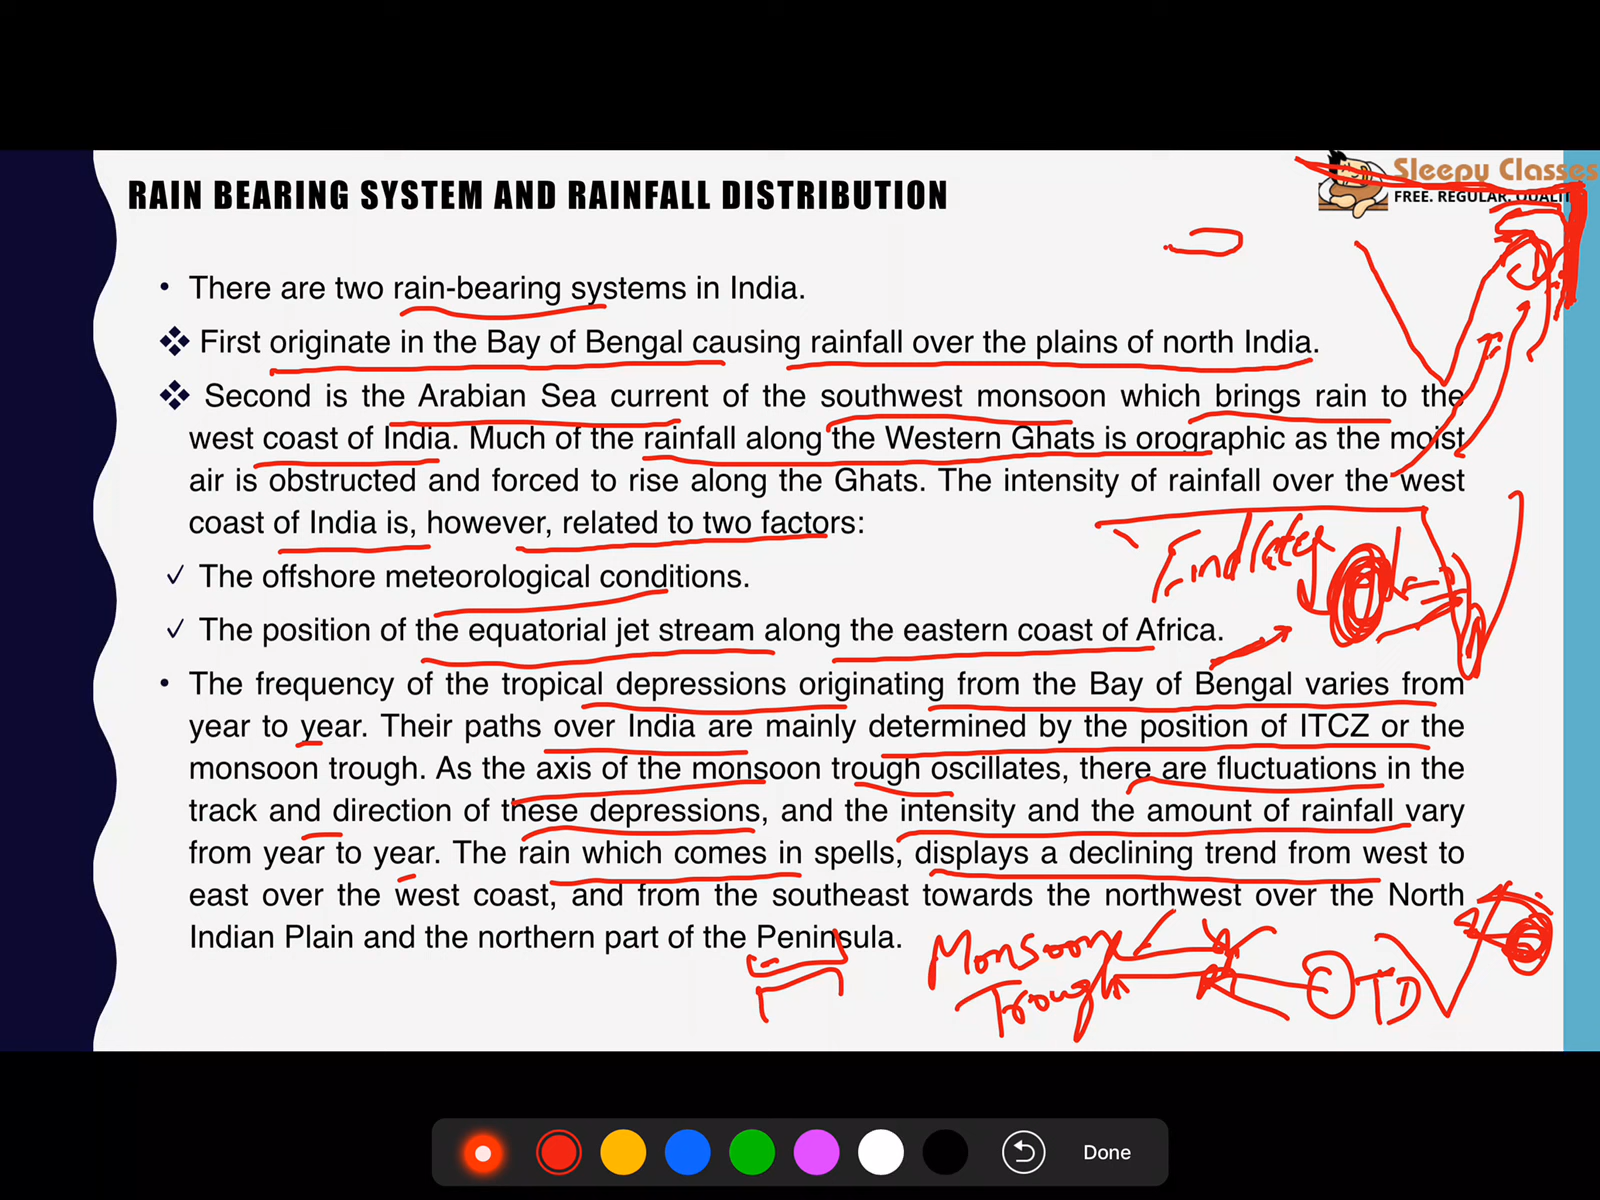 Sleepy Classes
RAIN BEARING SYSTEM AND RAINFALL DISTRIBUTION
FREE. REGULAR. QUALIT
• There are two rain-bearing systems in India.
❖ First originate in the Bay of Bengal causing rainfall over the plains of north India.
❖ Second is the Arabian Sea current of the southwest monsoon which brings rain to the
west coast of India. Much of the rainfall along the Western Ghats is orographic as the moist
air is obstructed and forced to rise along the Ghats. The intensity of rainfall over the west
coast of India is, however, related to two factors:
✓ The offshore meteorological conditions.
✓ The position of the equatorial jet stream along the eastern coast of Africa.
• The frequency of the tropical depressions originating from the Bay of Bengal varies from
year to year. Their paths over India are mainly determined by the position of ITCZ or the
monsoon trough. As the axis of the monsoon trough oscillates, there are fluctuations in the
track and direction of these depressions, and the intensity and the amount of rainfall vary
from year to year. The rain which comes in spells, displays a declining trend from west to
east over the west coast, and from the southeast towards the northwest over the North
Indian Plain and the northern part of the Peninsula.
Monsoon
Trough
TD
Done